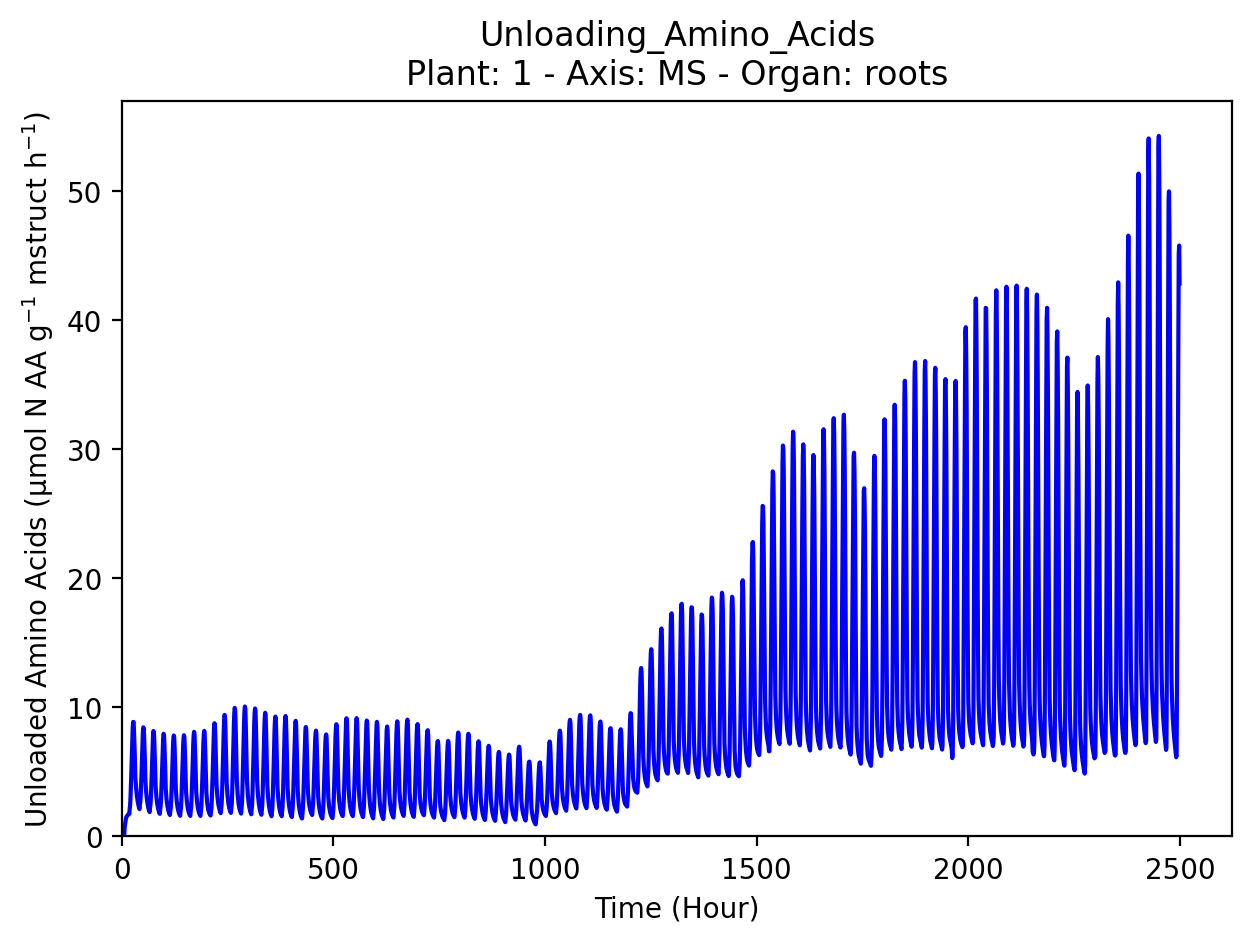 Unloading_Amino_Acids
Plant: 1 - Axis: MS - Organ: roots
Unloaded Amino Acids (µmol N AA g⁻¹ mstruct h⁻¹)
50
40
30
20
10
0
0 500 1000 1500 2000 2500
Time (Hour)